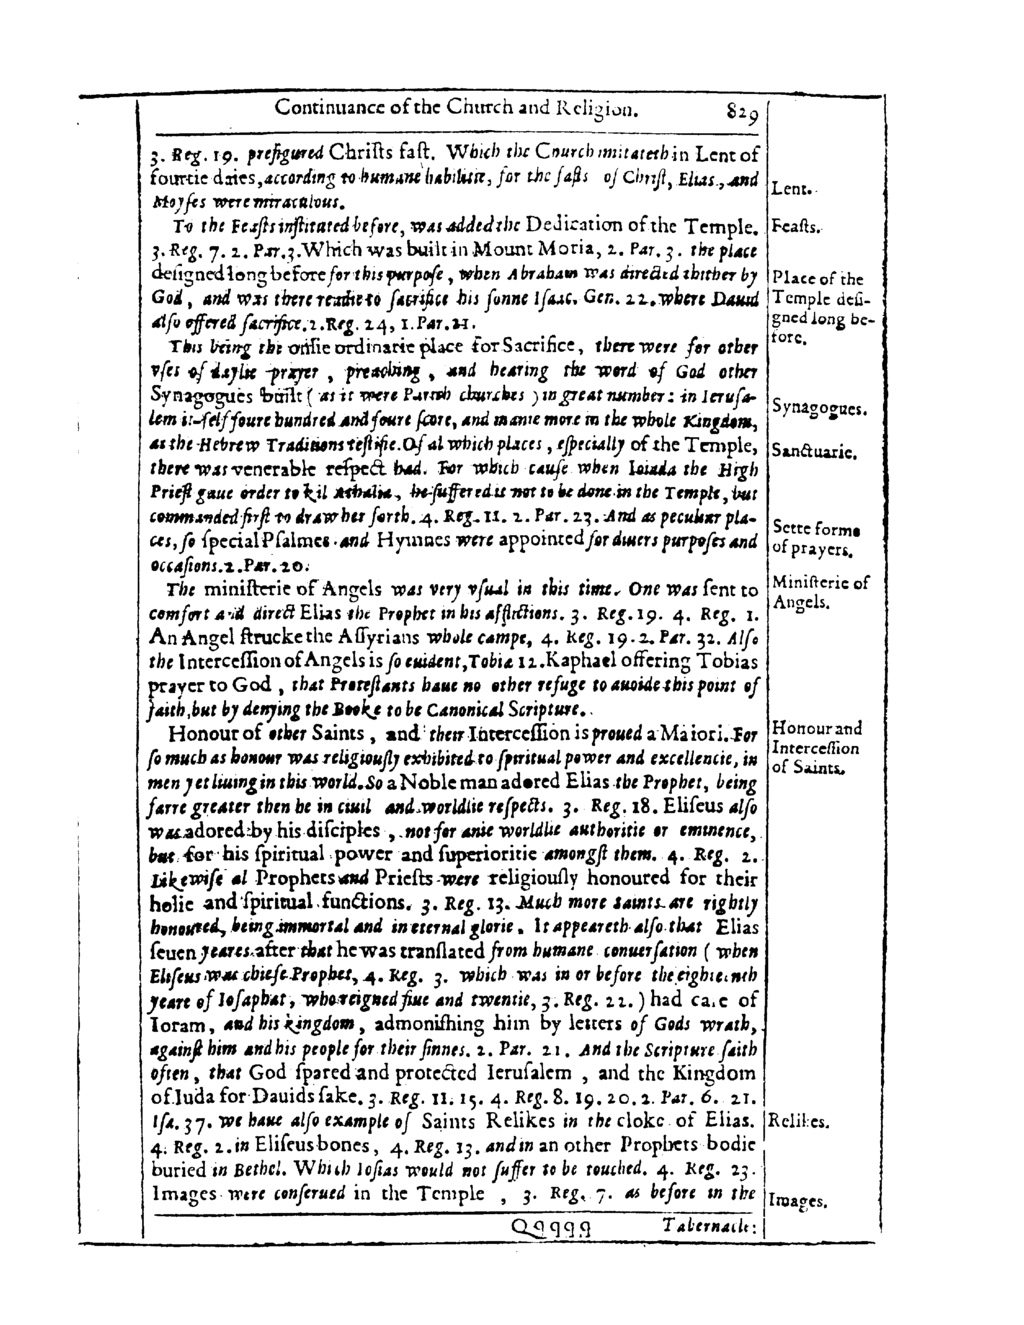 Continuance of the Church and Religion. 829
3. Reg. 19. prefigured Chriſts faſt. Which the Church imitateth in Lent of
fourtie daies, according to humane habilitie, for the faſts of Chriſt, Elias, and
Moyſes were miraculous.
Lent.
To the Feaſts inſtituted before, was added the Dedication of the Temple.
Feaſts.
3. Reg. 7. 2. Par. 3. Which was built in Mount Moria, 2. Par. 3. the place
deſigned long before for this purpoſe, when Abraham was directed thither by
God, and was there readie to ſacrifice his ſonne Iſaac. Gen. 22. where Dauid
alſo offered ſacrifice. 2. Reg. 24, 1. Par. 21.
Place of the
Temple deſi-
gned long be-
fore.
This being the onlie ordinarie place for Sacrifice, there were for other
vſes of daylie prayer, preaching, and hearing the word of God other
Synagogues built (as it were Parish churches) in great number: in Ieruſa-
lem it-ſelf foure hundred and foure ſcore, and manie more in the whole Kingdom,
as the Hebrew Traditions teſtifie. Of al which places, eſpecially of the Temple,
there was venerable reſpect had. For which cauſe when Ioiada the High
Prieſt gaue order to kil Athalia, he ſuffered it not to be done in the Temple, but
commanded firſt to draw her forth. 4. Reg. 11. 2. Par. 23. And as peculiar pla-
ces, ſo ſpecial Pſalmes and Hymnes were appointed for diuers purpoſes and
occaſions. 2. Par. 20.
Synagogues.
Sanctuarie.
Sette forme
of prayers.
The miniſterie of Angels was very vſual in this time. One was ſent to
comfort and direct Elias the Prophet in his afflictions. 3. Reg. 19. 4. Reg. 1.
An Angel ſtrucke the Aſſyrians whole campe, 4. Reg. 19. 2. Par. 32. Alſo
the Interceſſion of Angels is ſo euident, Tobiæ 12. Raphael offering Tobias
prayer to God, that Proteſtants haue no other refuge to auoide this point of
faith, but by denying the Booke to be Canonical Scripture.
Miniſterie of
Angels.
Honour of other Saints, and their Interceſſion is proued a Maiori. For
ſo much as honour was religiouſly exhibited to ſpiritual power and excellencie, in
men yet liuing in this world. So a Noble man adored Elias the Prophet, being
farre greater then he in ciuil and worldlie reſpects. 3. Reg. 18. Eliſeus alſo
was adored by his diſciples, not for anie worldlie authoritie or eminence,
but for his ſpiritual power and ſuperioritie amongſt them. 4. Reg. 2.
Likewiſe al Prophets and Prieſts were religiouſly honoured for their
holie and ſpiritual functions. 3. Reg. 13. Much more saints are rightly
honoured, being immortal and in eternal glorie. It appeareth alſo that Elias
ſeuen yeares after that he was tranſlated from humane conuerſation (when
Eliſeus was chiefe Prophet, 4. Reg. 3. which was in or before the eighteenth
yeare of Ioſaphat, who reigned fiue and twentie, 3. Reg. 22.) had care of
Ioram, and his kingdom, admoniſhing him by letters of Gods wrath,
againſt him and his people for their ſinnes. 2. Par. 21. And the Scripture ſaith
often, that God ſpared and protected Ieruſalem, and the Kingdom
of Iuda for Dauids ſake. 3. Reg. 11. 15. 4. Reg. 8. 19. 20. 2. Par. 6. 21.
Iſa. 37. we haue alſo example of Saints Relikes in the cloke of Elias.
4. Reg. 2. in Eliſeus bones, 4. Reg. 13. and in an other Prophets bodie
buried in Bethel. Which Ioſias would not ſuffer to be touched. 4. Reg. 23.
Images were conſerued in the Temple, 3. Reg. 7. as before in the
Honour and
Interceſſion
of Saints.
Relikes.
Images.
Qqqqq Tabernacle: